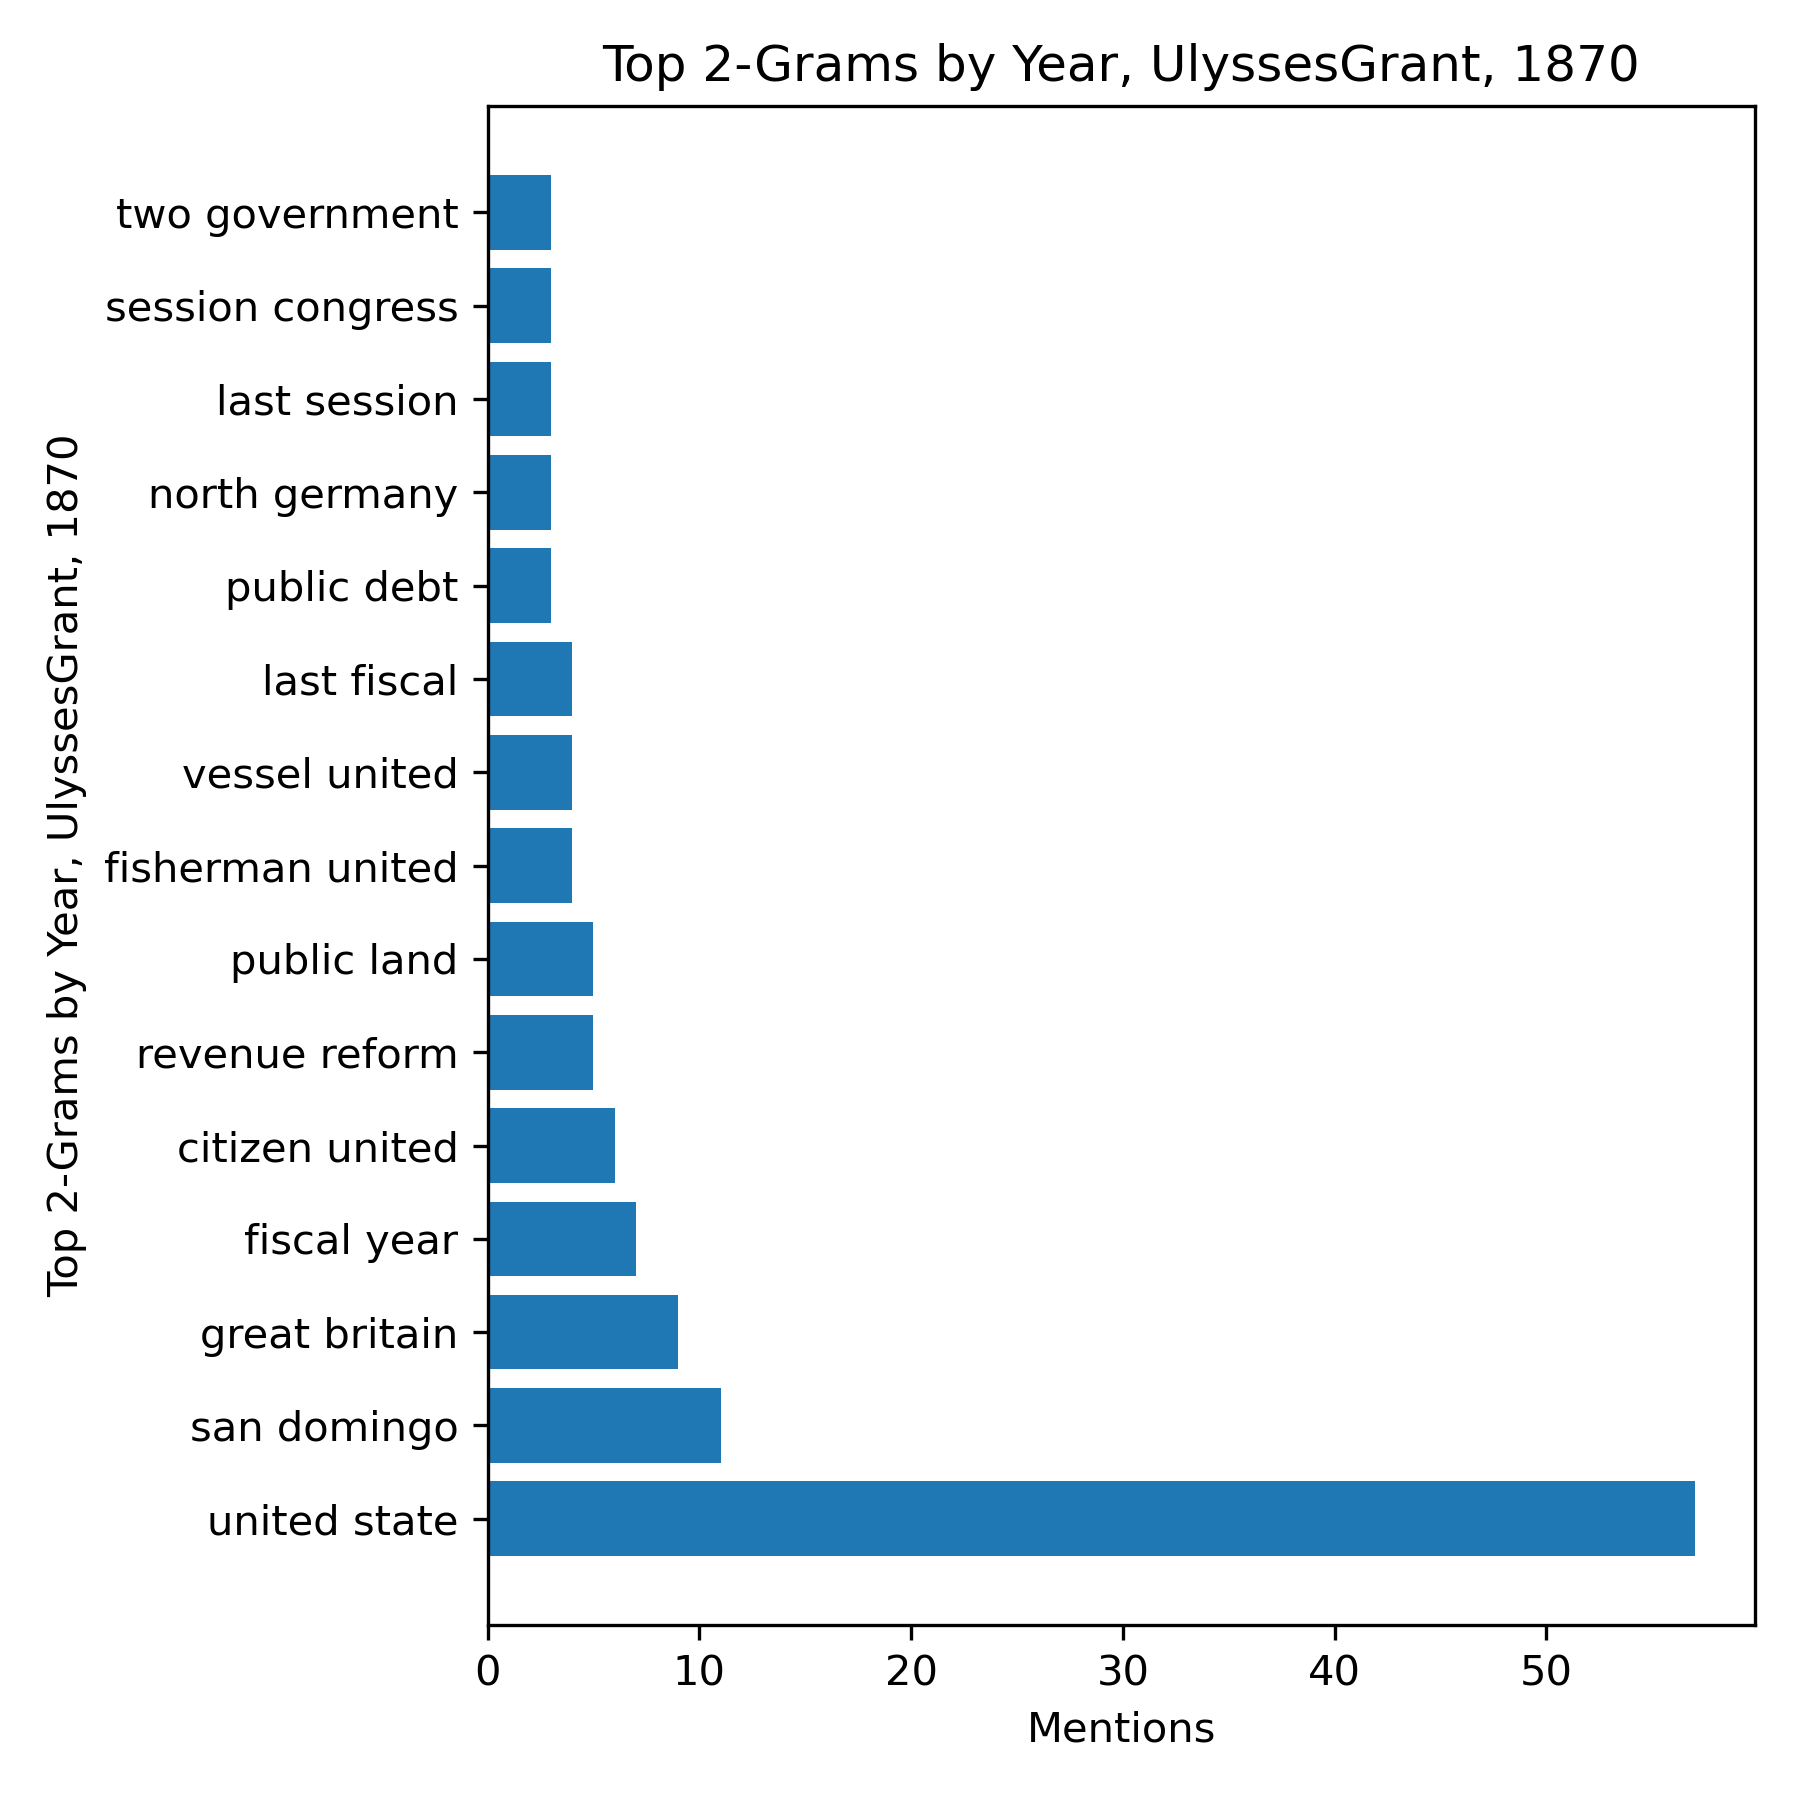 Top 2-Grams by Year, UlyssesGrant, 1870
Top 2-Grams by Year, UlyssesGrant, 1870
two government
session congress
last session
north germany
public debt
last fiscal
vessel united
fisherman united
public land
revenue reform
citizen united
fiscal year
great britain
san domingo
united state
0 10 20 30 40 50
Mentions